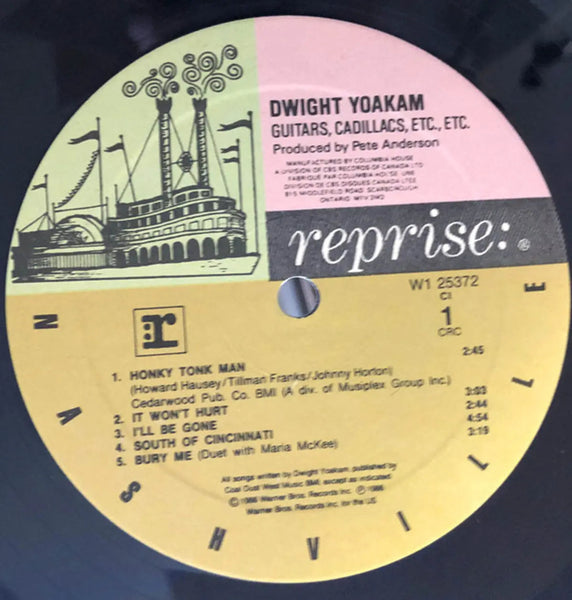 DWIGHT YOAKAM
GUITARS, CADILLACS, ETC., ETC.
Produced by Pete Anderson
MANUFACTURED BY COLUMBIA HOUSE
A DIVISION OF CBS RECORDS OF CANADA LTD
FABRIQUÉ PAR COLUMBIA HOUSE, UNE
DIVISION DE CBS DISQUES CANADA LTÉE
MIDDLEFIELD ROAD, SCARBOROUGH
ONTARIO
reprise: ®
W1 25372
CI
1
CRC
:r
1. HONKY TONK MAN 2:45
(Howard Hausey/Tillman Franks/Johnny Horton)
Cedarwood Pub. Co. BMI (A div. of Musiplex Group Inc.)
2. IT WON'T HURT 3:03
3. I'LL BE GONE 2:44
4. SOUTH OF CINCINNATI 4:54
5. BURY ME (Duet with Maria McKee) 3:19
All songs written by Dwight Yoakam, published by
Coal Dust West Music BMI, except as indicated.
© 1986 Warner Bros. Records Inc. ℗ 1986
Warner Bros. Records Inc. for the US
NASHVILLE